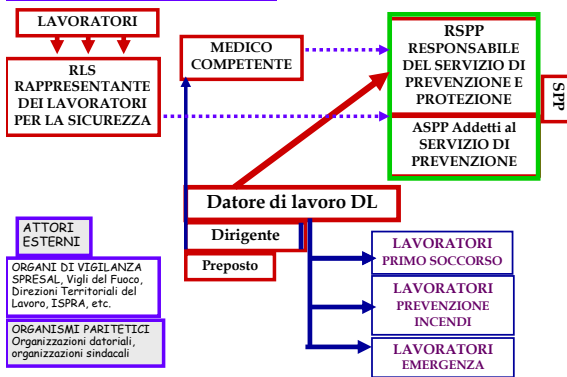 LAVORATORI
RLS
RAPPRESENTANTE
DEI LAVORATORI
PER LA SICUREZZA
MEDICO
COMPETENTE
RSPP
RESPONSABILE
DEL SERVIZIO DI
PREVENZIONE E
PROTEZIONE
SPP
ASPP Addetti al
SERVIZIO DI
PREVENZIONE
Datore di lavoro DL
Dirigente
Preposto
ATTORI
ESTERNI
ORGANI DI VIGILANZA
SPRESAL, Vigli del Fuoco,
Direzioni Territoriali del
Lavoro, ISPRA, etc.
ORGANISMI PARITETICI
Organizzazioni datoriali,
organizzazioni sindacali
LAVORATORI
PRIMO SOCCORSO
LAVORATORI
PREVENZIONE
INCENDI
LAVORATORI
EMERGENZA